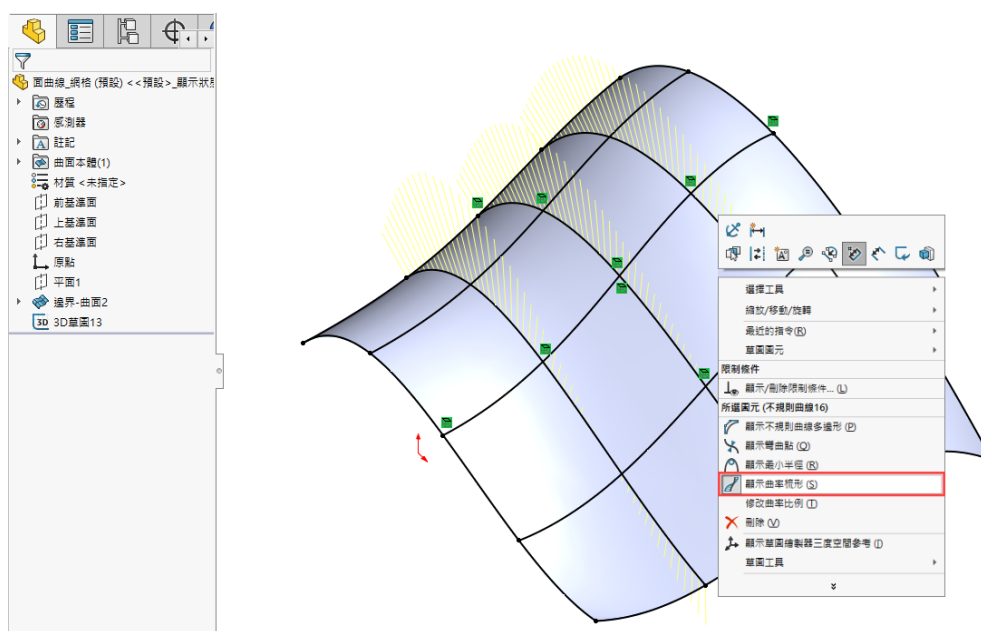 面曲線_網格 (預設) <<預設>_顯示狀態
歷程
感測器
A 註記
曲面本體(1)
材質 <未指定>
前基準面
上基準面
右基準面
原點
平面1
邊界-曲面2
3D 3D草圖13
選擇工具
縮放/移動/旋轉
最近的指令(R)
草圖圖元
限制條件
顯示/刪除限制條件... (L)
所選圖元 (不規則曲線16)
顯示不規則曲線多邊形 (P)
顯示彎曲點 (O)
顯示最小半徑 (R)
顯示曲率梳形 (S)
修改曲率比例 (T)
刪除 (V)
顯示草圖繪製器三度空間參考 (I)
草圖工具